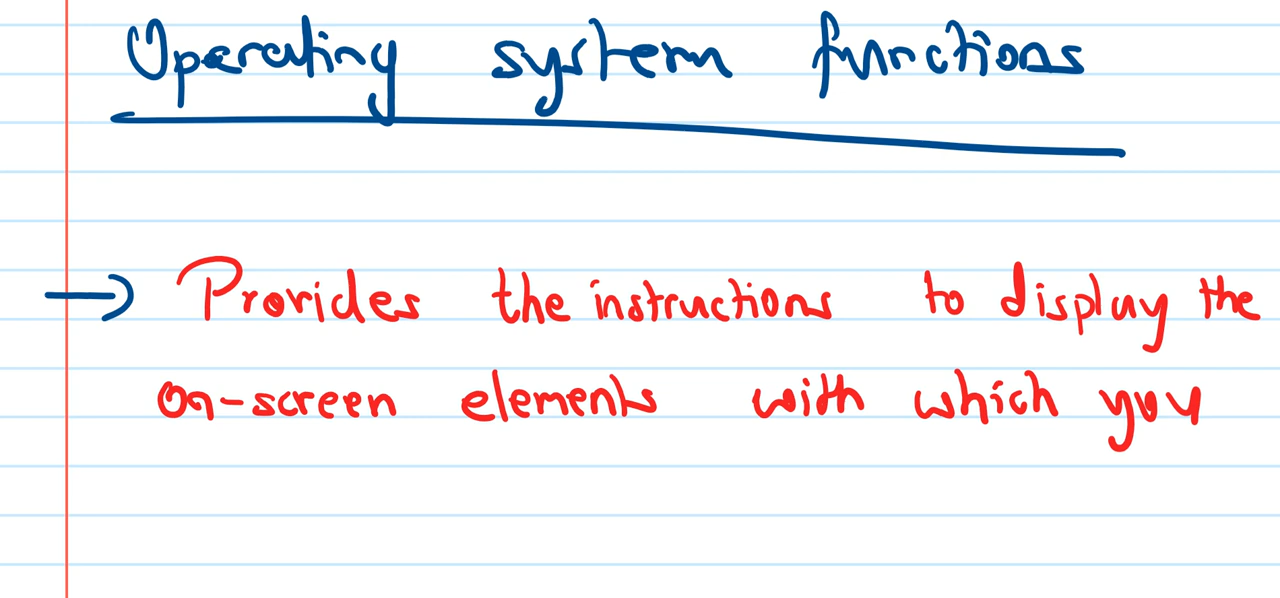 Operating system functions
→ Provides the instructions to display the
on-screen elements with which you